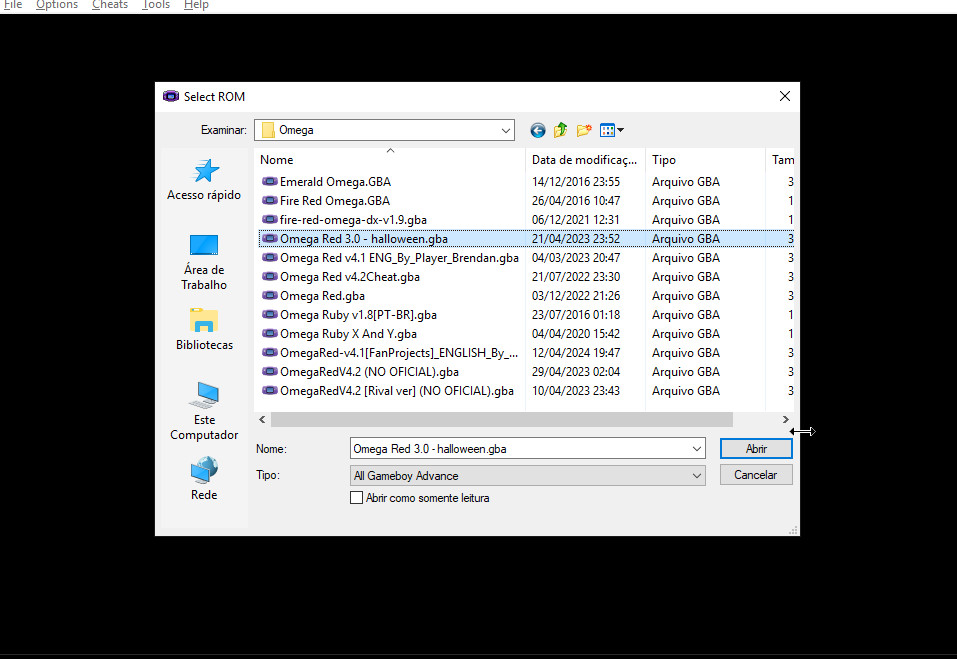 File Options Cheats Tools Help
Select ROM
Examinar: Omega
Nome Data de modificaç... Tipo Tam
Emerald Omega.GBA 14/12/2016 23:55 Arquivo GBA 3
Fire Red Omega.GBA 26/04/2016 10:47 Arquivo GBA 1
fire-red-omega-dx-v1.9.gba 06/12/2021 12:31 Arquivo GBA 1
Omega Red 3.0 - halloween.gba 21/04/2023 23:52 Arquivo GBA 3
Omega Red v4.1 ENG_By_Player_Brendan.gba 04/03/2023 20:47 Arquivo GBA 3
Omega Red v4.2Cheat.gba 21/07/2022 23:30 Arquivo GBA 3
Omega Red.gba 03/12/2022 21:26 Arquivo GBA 3
Omega Ruby v1.8[PT-BR].gba 23/07/2016 01:18 Arquivo GBA 1
Omega Ruby X And Y.gba 04/04/2020 15:42 Arquivo GBA 1
OmegaRed-v4.1[FanProjects]_ENGLISH_By_... 12/04/2024 19:47 Arquivo GBA 3
OmegaRedV4.2 (NO OFICIAL).gba 29/04/2023 02:04 Arquivo GBA 3
OmegaRedV4.2 [Rival ver] (NO OFICIAL).gba 10/04/2023 23:43 Arquivo GBA 3
Acesso rápido
Área de
Trabalho
Bibliotecas
Este
Computador
Rede
Nome: Omega Red 3.0 - halloween.gba Abrir
Tipo: All Gameboy Advance Cancelar
Abrir como somente leitura